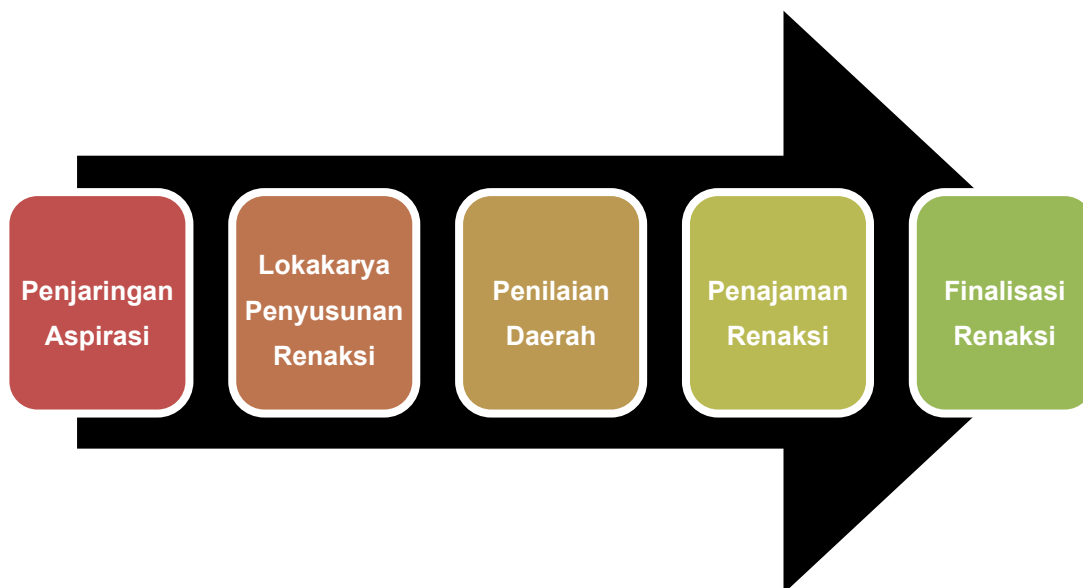 Penjaringan
Aspirasi
Lokakarya
Penyusunan
Renaksi
Penilaian
Daerah
Penajaman
Renaksi
Finalisasi
Renaksi